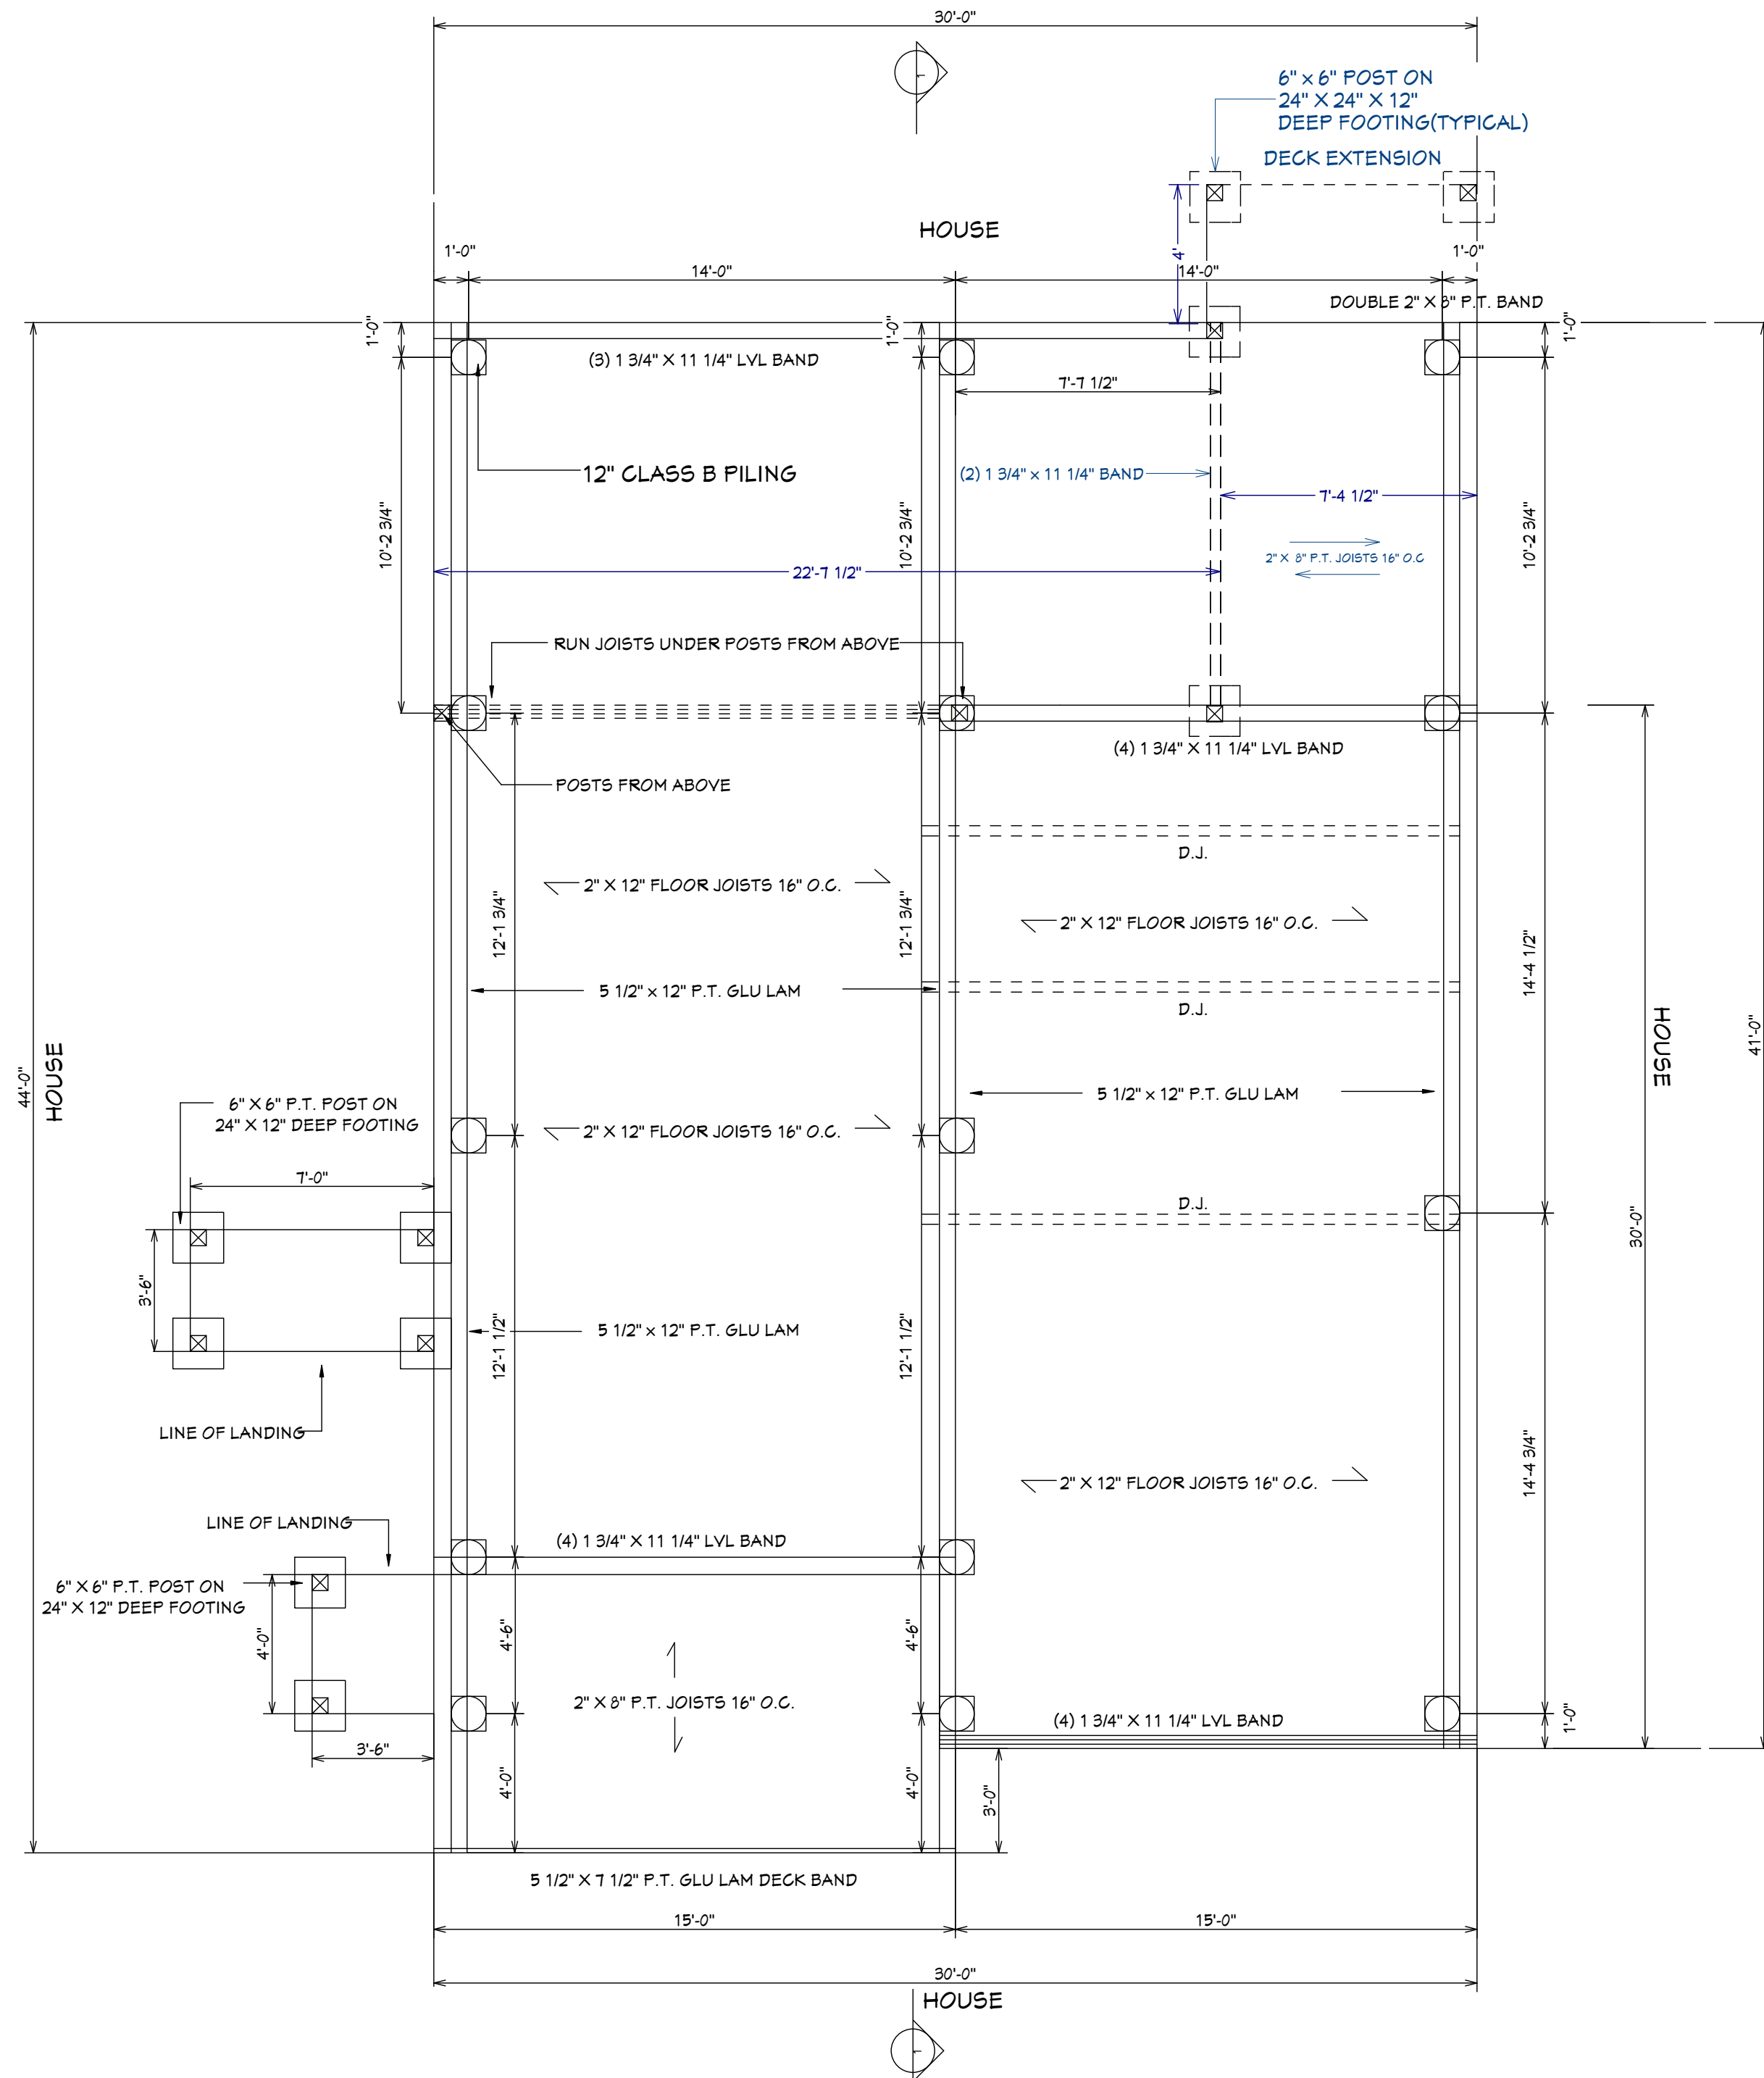 30'-0"
1
6" x 6" POST ON
24" X 24" X 12"
DEEP FOOTING(TYPICAL)
DECK EXTENSION
HOUSE
1'-0"
14'-0"
4'
14'-0"
1'-0"
DOUBLE 2" X 8" P.T. BAND
1'-0"
1'-0"
1'-0"
(3) 1 3/4" X 11 1/4" LVL BAND
7'-7 1/2"
12" CLASS B PILING
(2) 1 3/4" x 11 1/4" BAND
7'-4 1/2"
10'-2 3/4"
10'-2 3/4"
10'-2 3/4"
2" X 8" P.T. JOISTS 16" O.C
22'-7 1/2"
RUN JOISTS UNDER POSTS FROM ABOVE
(4) 1 3/4" X 11 1/4" LVL BAND
POSTS FROM ABOVE
D.J.
2" X 12" FLOOR JOISTS 16" O.C.
12'-1 3/4"
12'-1 3/4"
2" X 12" FLOOR JOISTS 16" O.C.
14'-4 1/2"
5 1/2" x 12" P.T. GLU LAM
D.J.
44'-0"
HOUSE
HOUSE
41'-0"
5 1/2" x 12" P.T. GLU LAM
6" X 6" P.T. POST ON
24" X 12" DEEP FOOTING
2" X 12" FLOOR JOISTS 16" O.C.
7'-0"
D.J.
30'-0"
3'-6"
5 1/2" x 12" P.T. GLU LAM
12'-1 1/2"
12'-1 1/2"
LINE OF LANDING
14'-4 3/4"
2" X 12" FLOOR JOISTS 16" O.C.
LINE OF LANDING
(4) 1 3/4" X 11 1/4" LVL BAND
6" X 6" P.T. POST ON
24" X 12" DEEP FOOTING
4'-0"
4'-6"
4'-6"
2" X 8" P.T. JOISTS 16" O.C.
(4) 1 3/4" X 11 1/4" LVL BAND
1'-0"
3'-6"
4'-0"
4'-0"
3'-0"
5 1/2" X 7 1/2" P.T. GLU LAM DECK BAND
15'-0"
15'-0"
30'-0"
HOUSE
1